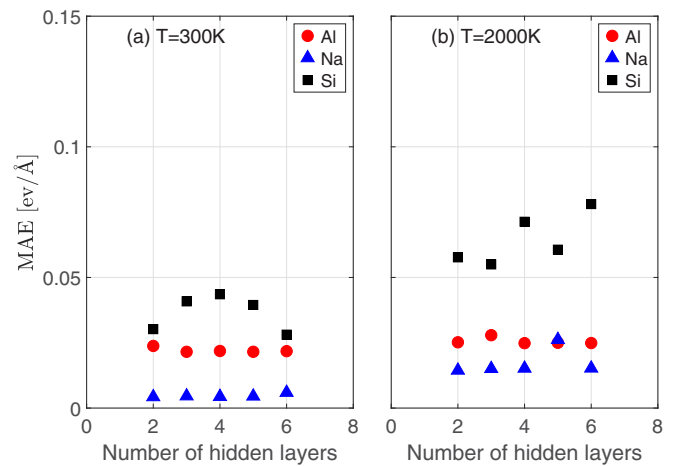 (a) T=300K
Al
Na
Si
(b) T=2000K
Al
Na
Si
0.15
0.1
0.05
0
MAE [ev/Å]
0 2 4 6 8
0 2 4 6 8
Number of hidden layers
Number of hidden layers